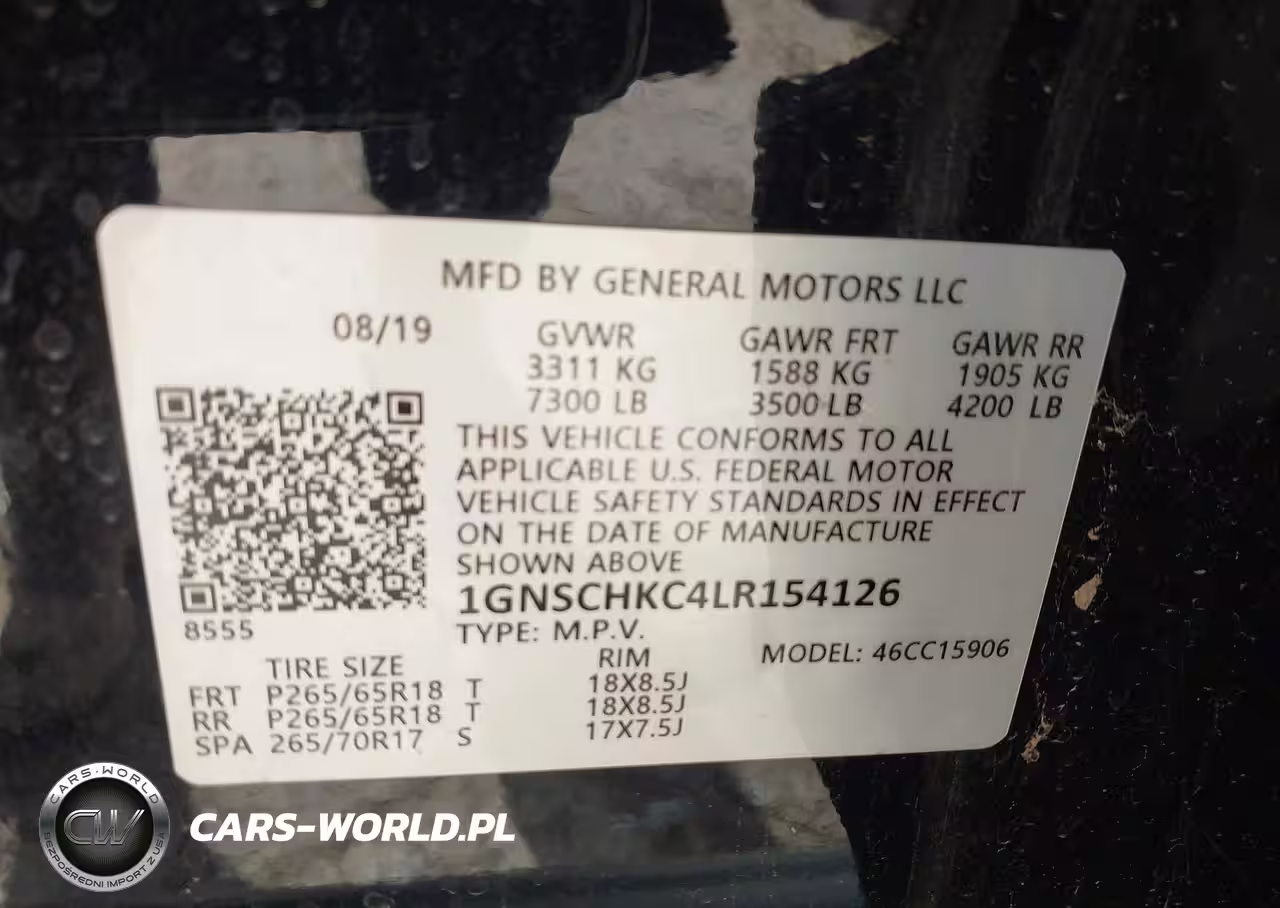 MFD BY GENERAL MOTORS LLC
08/19 GVWR GAWR FRT GAWR RR
3311 KG 1588 KG 1905 KG
7300 LB 3500 LB 4200 LB
THIS VEHICLE CONFORMS TO ALL
APPLICABLE U.S. FEDERAL MOTOR
VEHICLE SAFETY STANDARDS IN EFFECT
ON THE DATE OF MANUFACTURE
SHOWN ABOVE
1GNSCHKC4LR154126
8555 TYPE: M.P.V. MODEL: 46CC15906
TIRE SIZE RIM
FRT P265/65R18 T 18X8.5J
RR P265/65R18 T 18X8.5J
SPA 265/70R17 S 17X7.5J
CARS-WORLD
CW
BEZPOŚREDNI IMPORT Z USA
CARS-WORLD.PL